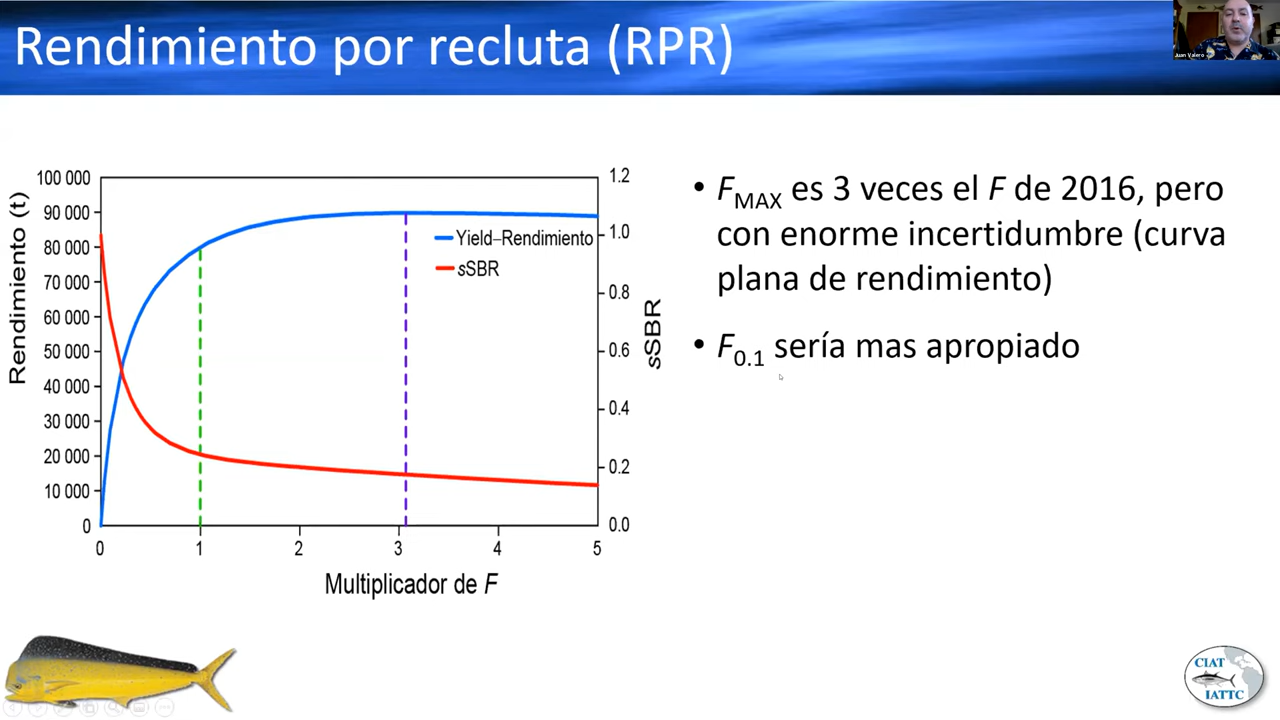 Rendimiento por recluta (RPR)
Juan Valero
Rendimiento (t)
100 000
90 000
80 000
70 000
60 000
50 000
40 000
30 000
20 000
10 000
0
0
1
2
3
4
5
Multiplicador de F
1.2
1.0
0.8
0.6
0.4
0.2
0.0
sSBR
Yield–Rendimiento
sSBR
• FMAX es 3 veces el F de 2016, pero
con enorme incertidumbre (curva
plana de rendimiento)
• F0.1 sería mas apropiado
CIAT
IATTC